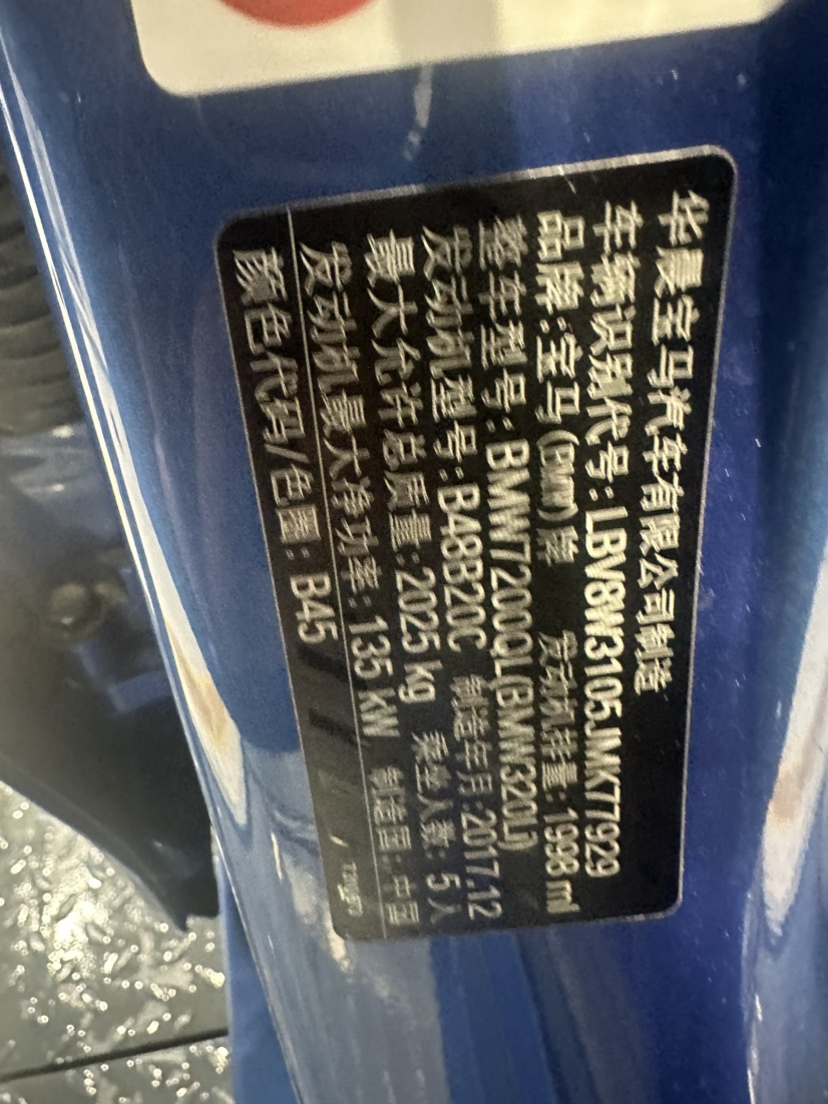 华晨宝马汽车有限公司制造
车辆识别代号：LBV8W3105JMK77929
品牌：宝马(BMW)牌 发动机排量：1998 ml
整车型号：BMW7200QL(BMW320Li)
发动机型号：B48B20C 制造年月：2017.12
最大允许总质量：2025 kg 乘坐人数：5人
发动机最大净功率：135 kW 制造国：中国
颜色代码/色圈：B45